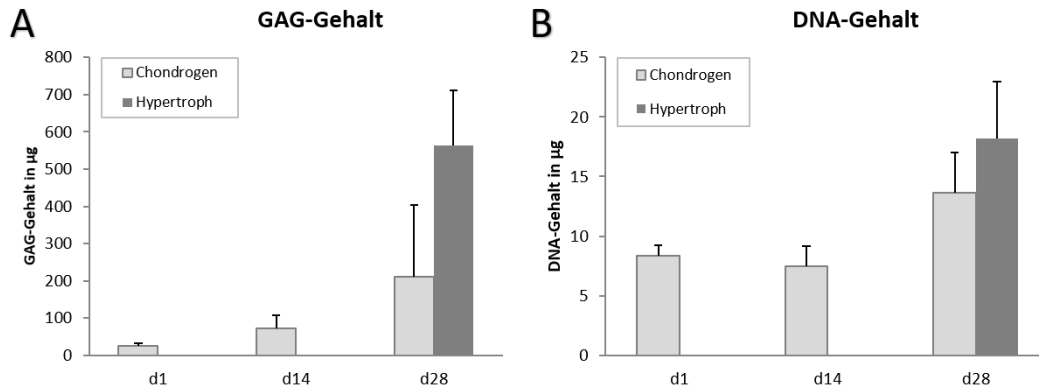 A
GAG-Gehalt
GAG-Gehalt in µg
800
700
600
500
400
300
200
100
0
Chondrogen
Hypertroph
d1
d14
d28
B
DNA-Gehalt
DNA-Gehalt in µg
25
20
15
10
5
0
Chondrogen
Hypertroph
d1
d14
d28